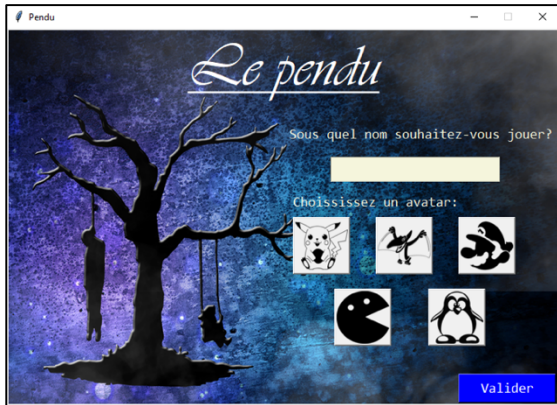 Pendu
Le pendu
Sous quel nom souhaitez-vous jouer?
Choississez un avatar:
Valider